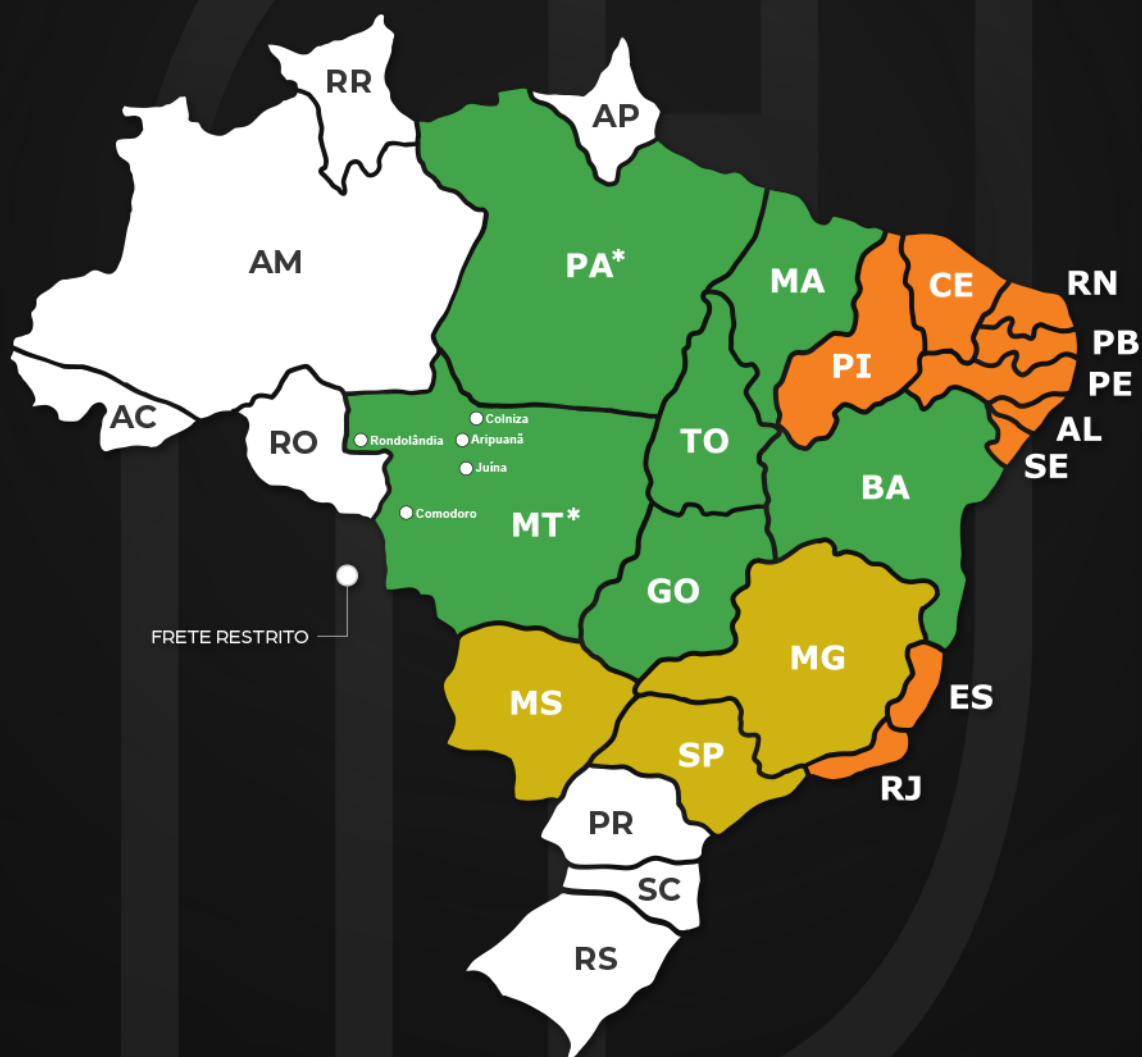 RR
AP
AM
PA*
MA
CE
RN
PB
PI
PE
AC
RO
Colniza
Rondolândia
Aripuanã
TO
AL
SE
Juína
BA
Comodoro
MT*
GO
FRETE RESTRITO
MG
MS
ES
SP
RJ
PR
SC
RS